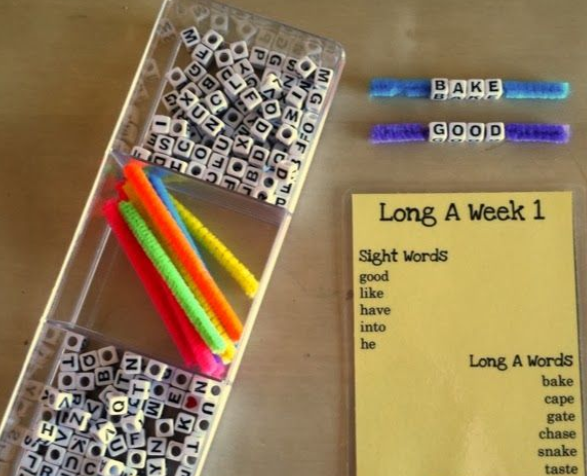 BAKE
GOOD
Long A Week 1
Sight Words
good
like
have
into
he
Long A Words
bake
cape
gate
chase
snake
taste